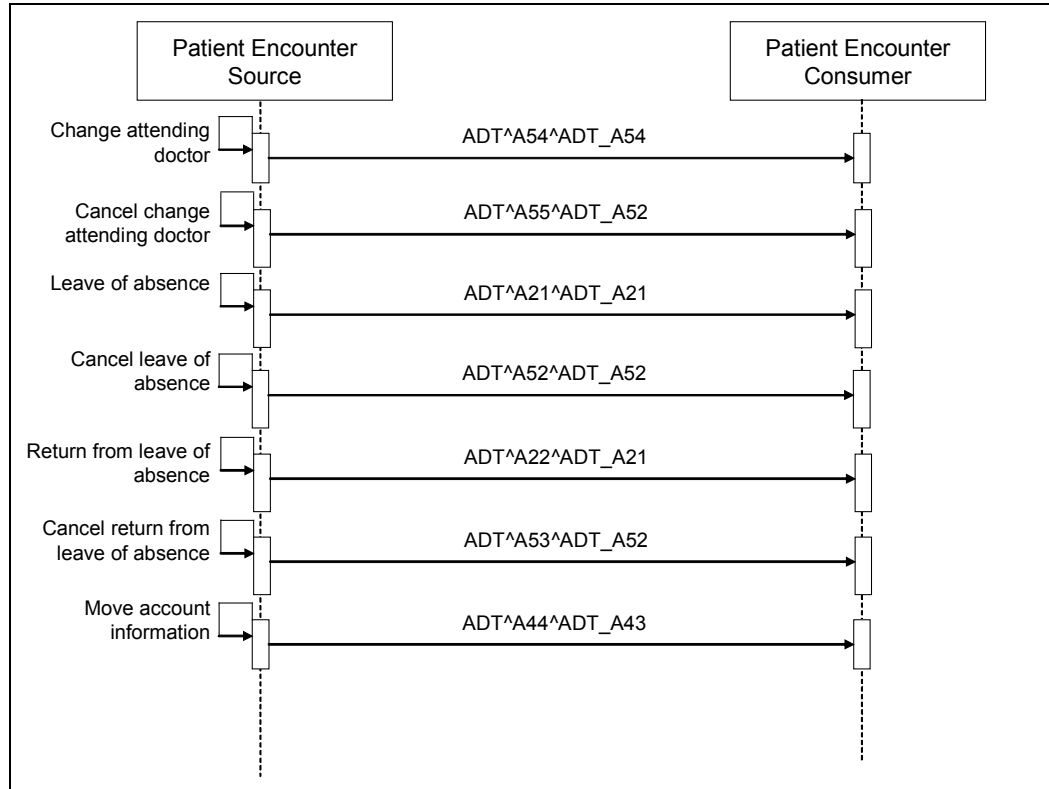 Patient Encounter
Source
Patient Encounter
Consumer
Change attending
doctor
ADT^A54^ADT_A54
Cancel change
attending doctor
ADT^A55^ADT_A52
Leave of absence
ADT^A21^ADT_A21
Cancel leave of
absence
ADT^A52^ADT_A52
Return from leave of
absence
ADT^A22^ADT_A21
Cancel return from
leave of absence
ADT^A53^ADT_A52
Move account
information
ADT^A44^ADT_A43